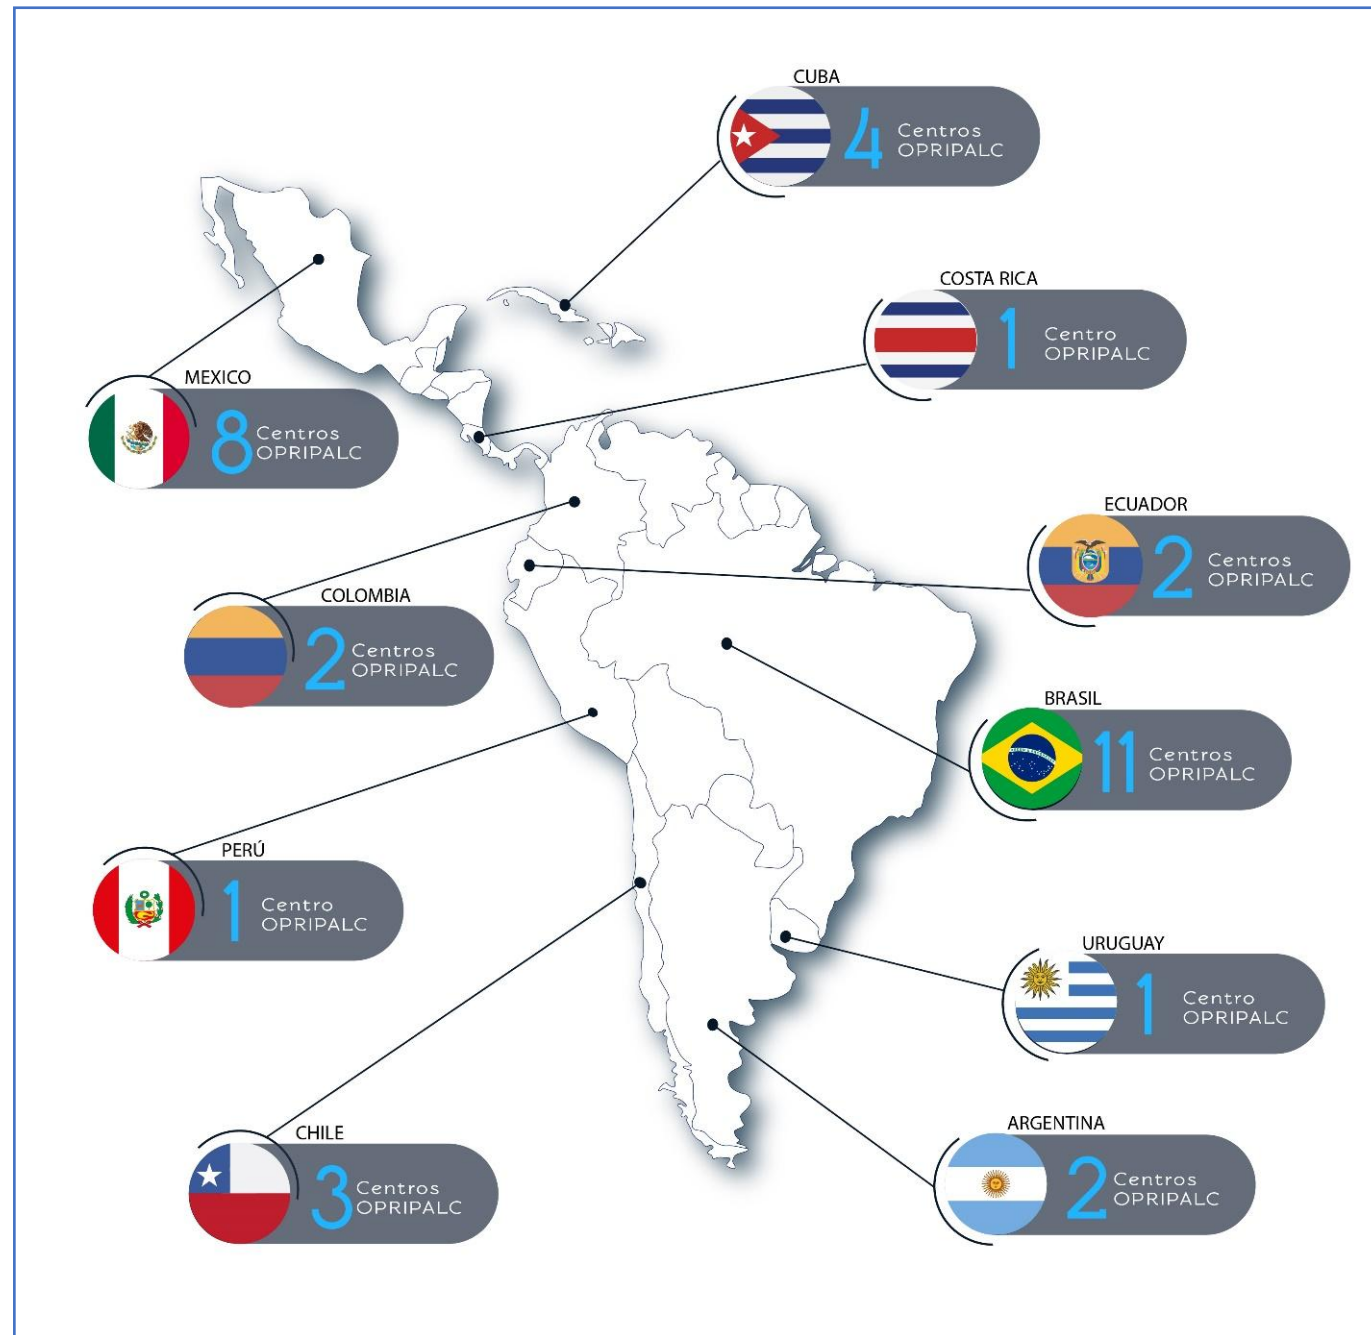 CUBA
4 Centros
OPRIPALC
COSTA RICA
1 Centro
OPRIPALC
MEXICO
8 Centros
OPRIPALC
ECUADOR
2 Centros
OPRIPALC
COLOMBIA
2 Centros
OPRIPALC
BRASIL
11 Centros
OPRIPALC
PERÚ
1 Centro
OPRIPALC
URUGUAY
1 Centro
OPRIPALC
CHILE
3 Centros
OPRIPALC
ARGENTINA
2 Centros
OPRIPALC